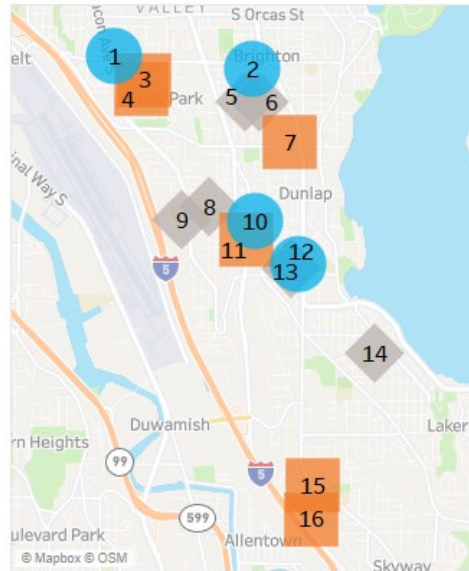 VALLEY
S Orcas St
1
Brighton
2
elt
3
4
Park
5
6
7
Dunlap
8
9
10
11
12
5
13
14
Duwamish
Laker
rn Heights
99
5
15
599
16
oulevard Park
Allentown
© Mapbox © OSM
Skyway